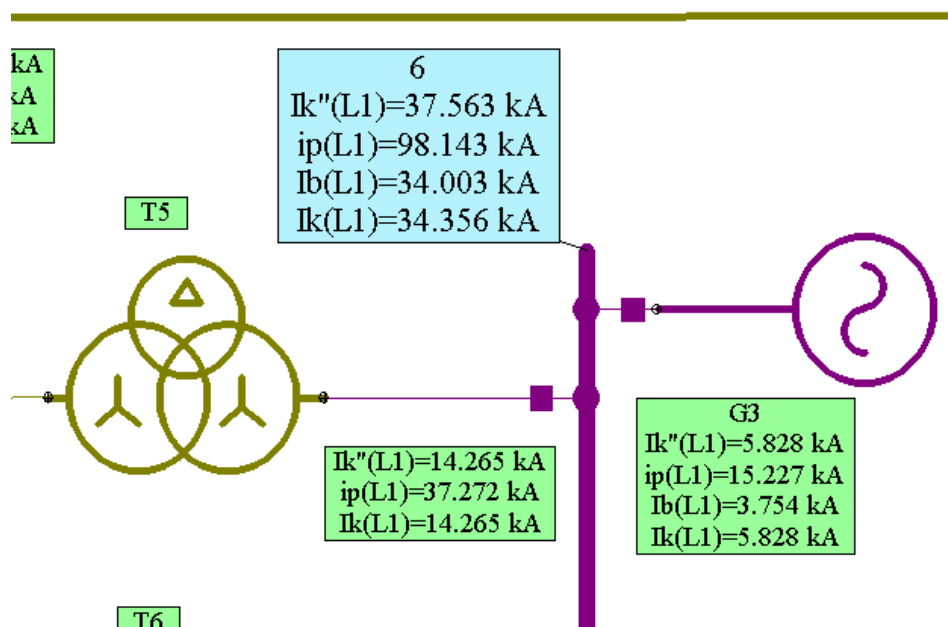 kA
kA
kA
6
Ik"(L1)=37.563 kA
ip(L1)=98.143 kA
Ib(L1)=34.003 kA
Ik(L1)=34.356 kA
T5
G3
Ik"(L1)=5.828 kA
ip(L1)=15.227 kA
Ib(L1)=3.754 kA
Ik(L1)=5.828 kA
Ik"(L1)=14.265 kA
ip(L1)=37.272 kA
Ik(L1)=14.265 kA
T6